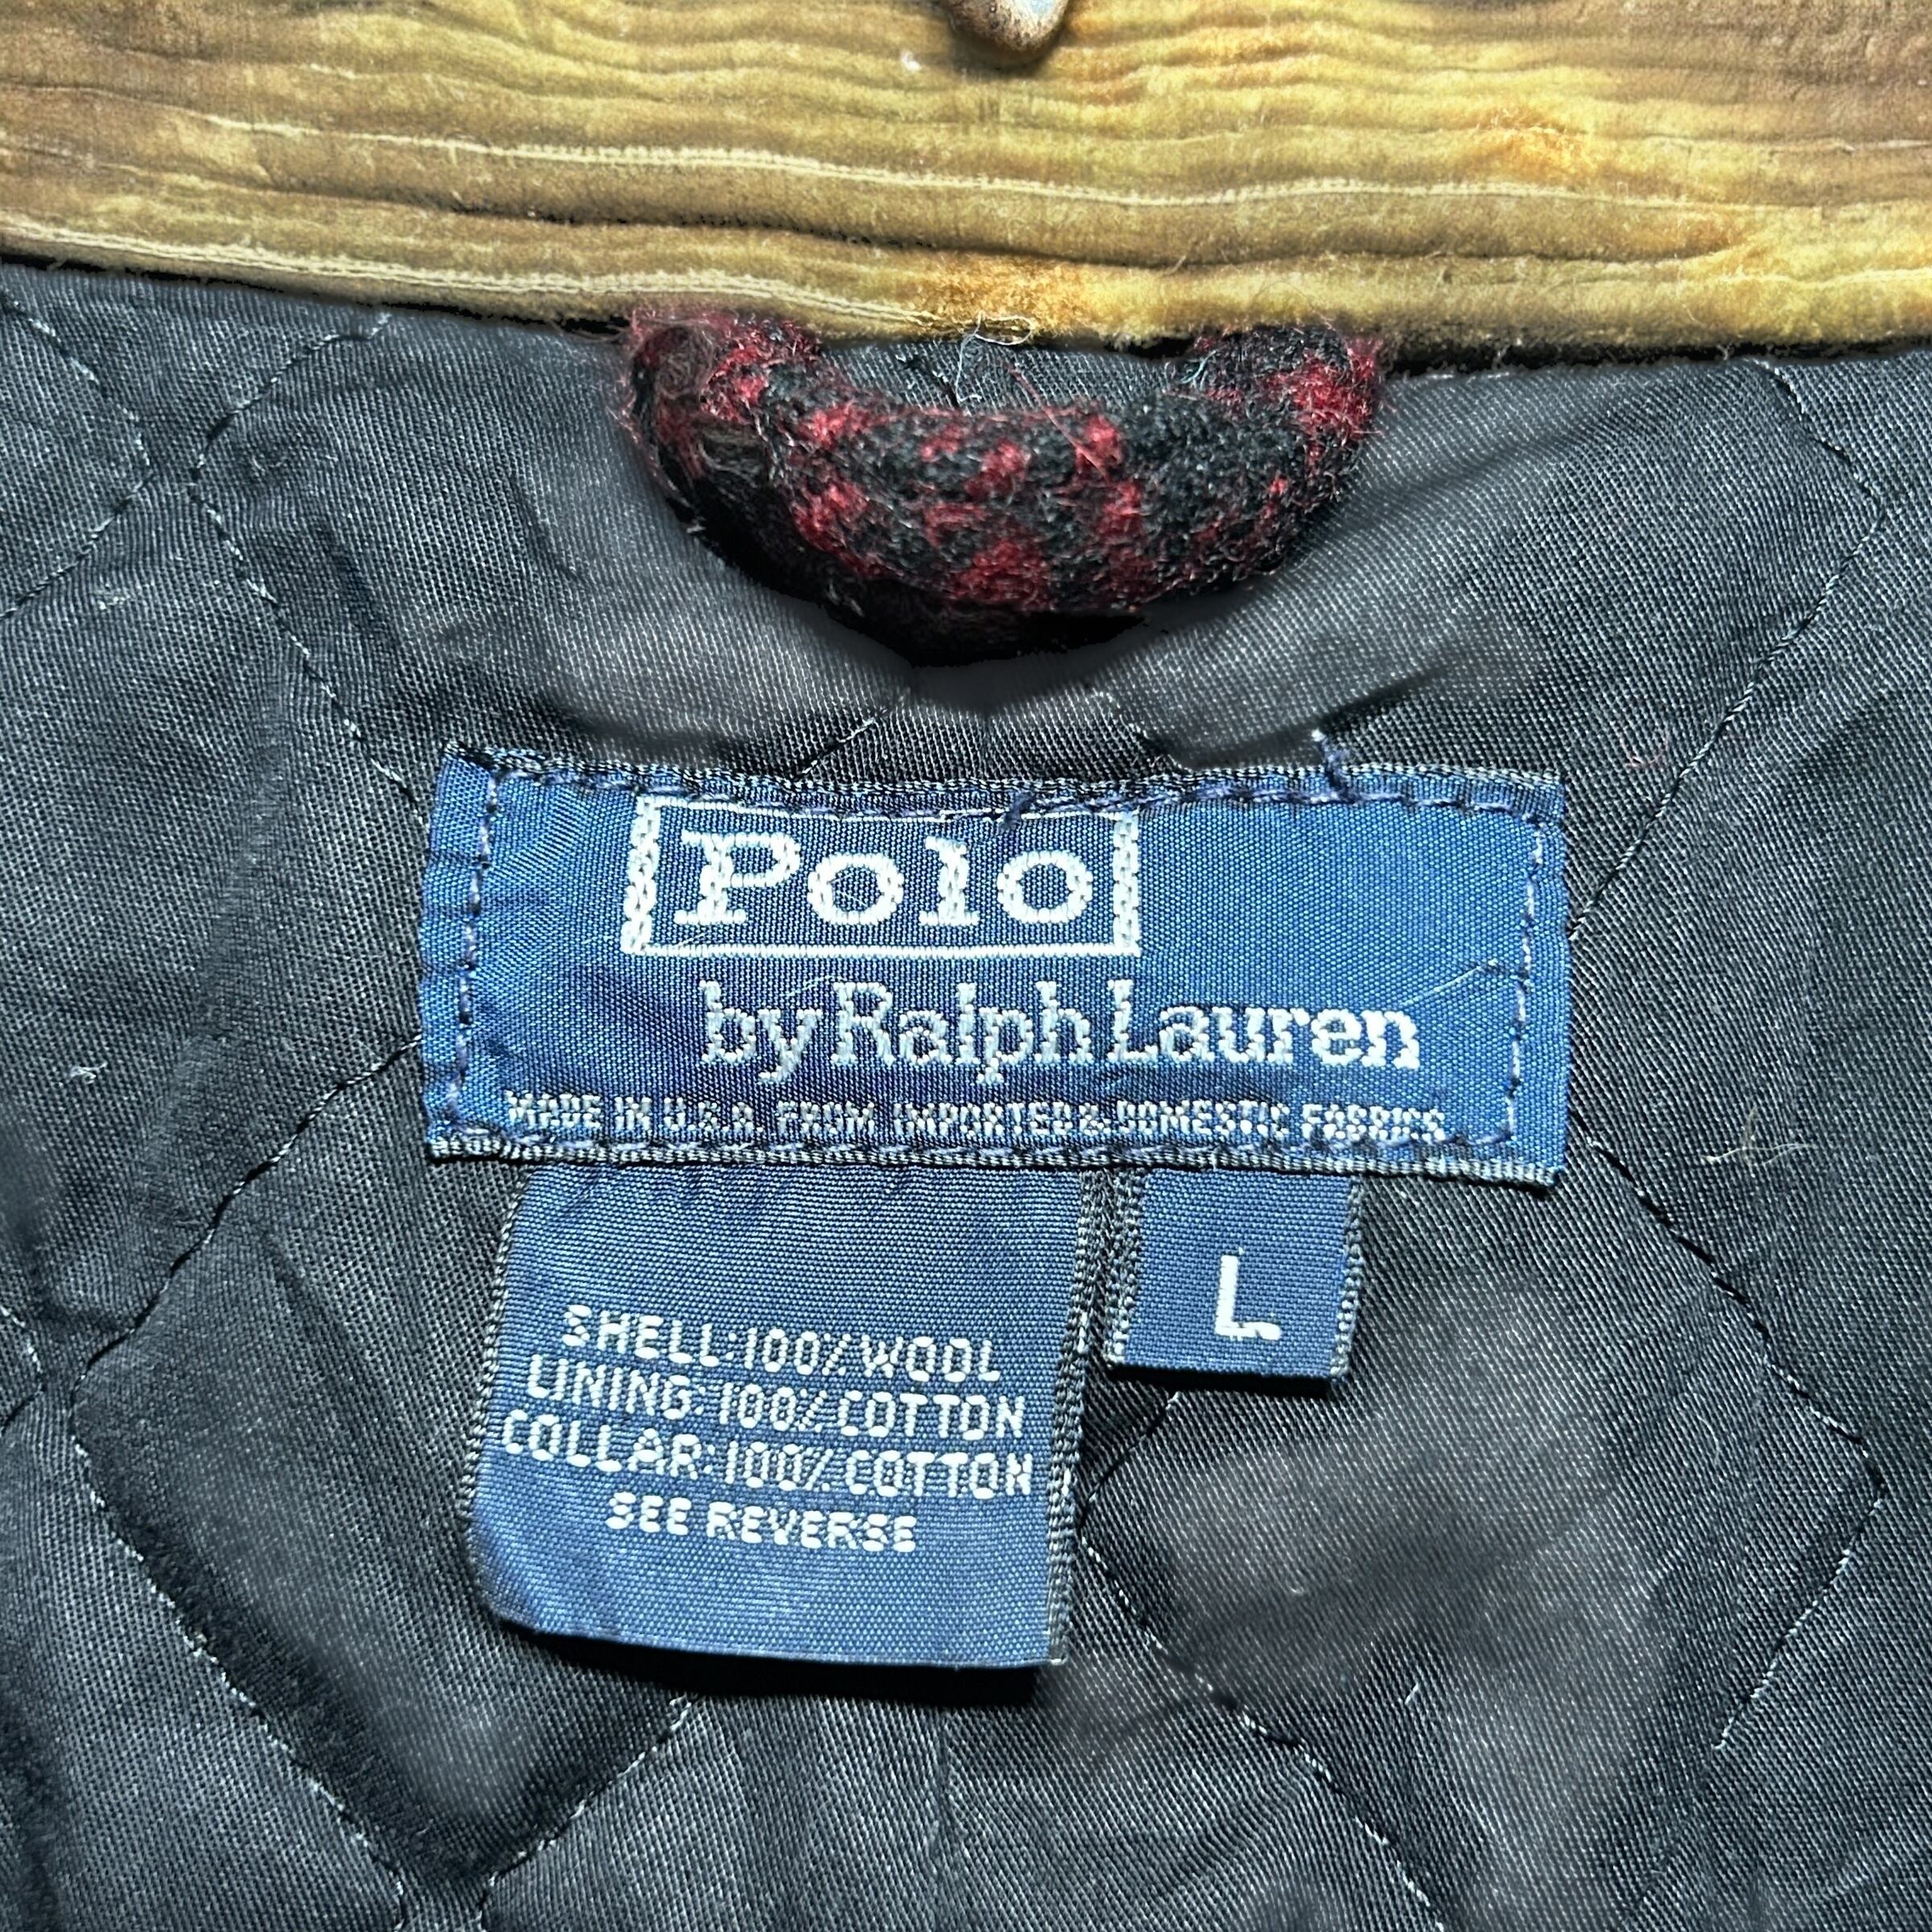 Polo
by Ralph Lauren
MADE IN U.S.A. FROM IMPORTED & DOMESTIC FABRICS
L
SHELL:100% WOOL
LINING:100% COTTON
COLLAR:100% COTTON
SEE REVERSE